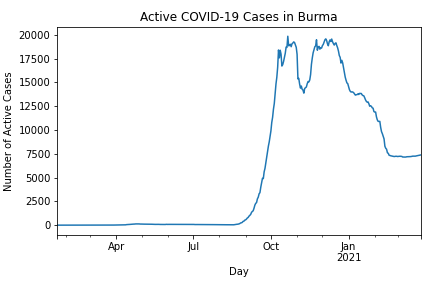 Active COVID-19 Cases in Burma
Number of Active Cases
20000
17500
15000
12500
10000
7500
5000
2500
0
Apr
Jul
Oct
Jan
2021
Day